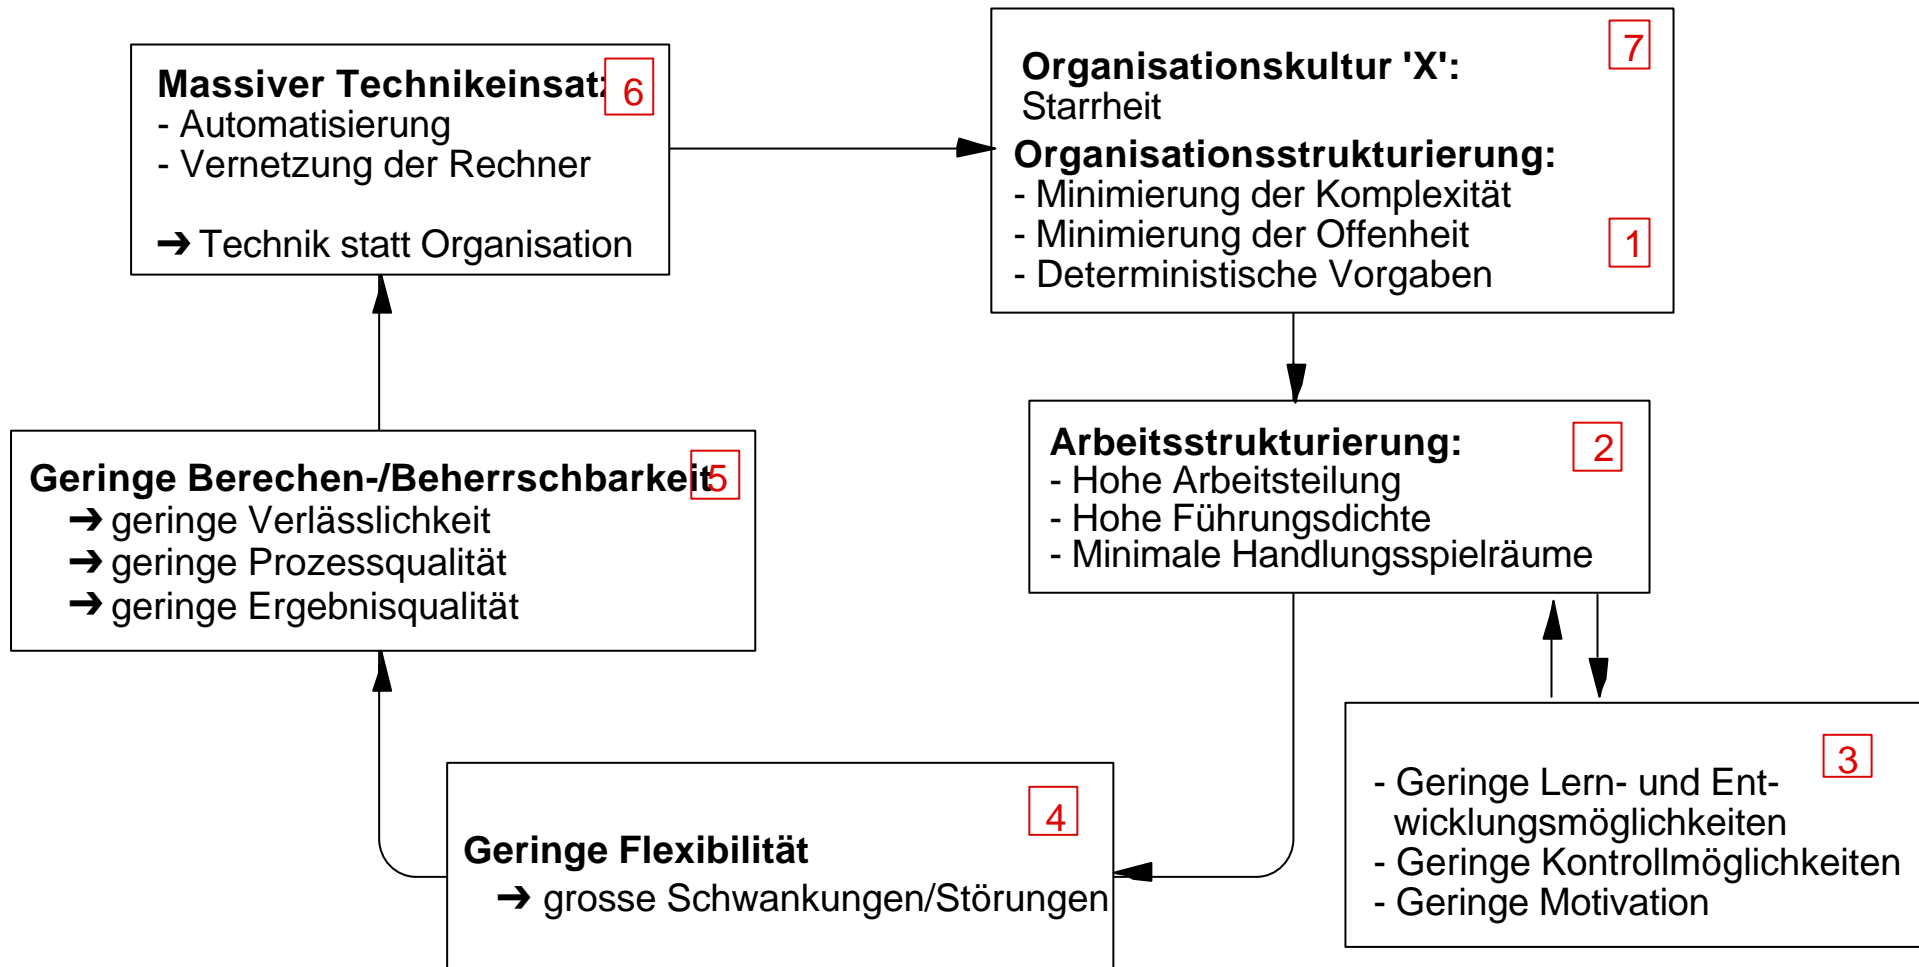 Massiver Technikeinsatz 6
- Automatisierung
- Vernetzung der Rechner
➔ Technik statt Organisation
7
Organisationskultur 'X':
Starrheit
Organisationsstrukturierung:
- Minimierung der Komplexität
- Minimierung der Offenheit 1
- Deterministische Vorgaben
Arbeitsstrukturierung: 2
- Hohe Arbeitsteilung
- Hohe Führungsdichte
- Minimale Handlungsspielräume
3
- Geringe Lern- und Ent-
wicklungsmöglichkeiten
- Geringe Kontrollmöglichkeiten
- Geringe Motivation
4
Geringe Flexibilität
➔ grosse Schwankungen/Störungen
Geringe Berechen-/Beherrschbarkeit 5
➔ geringe Verlässlichkeit
➔ geringe Prozessqualität
➔ geringe Ergebnisqualität